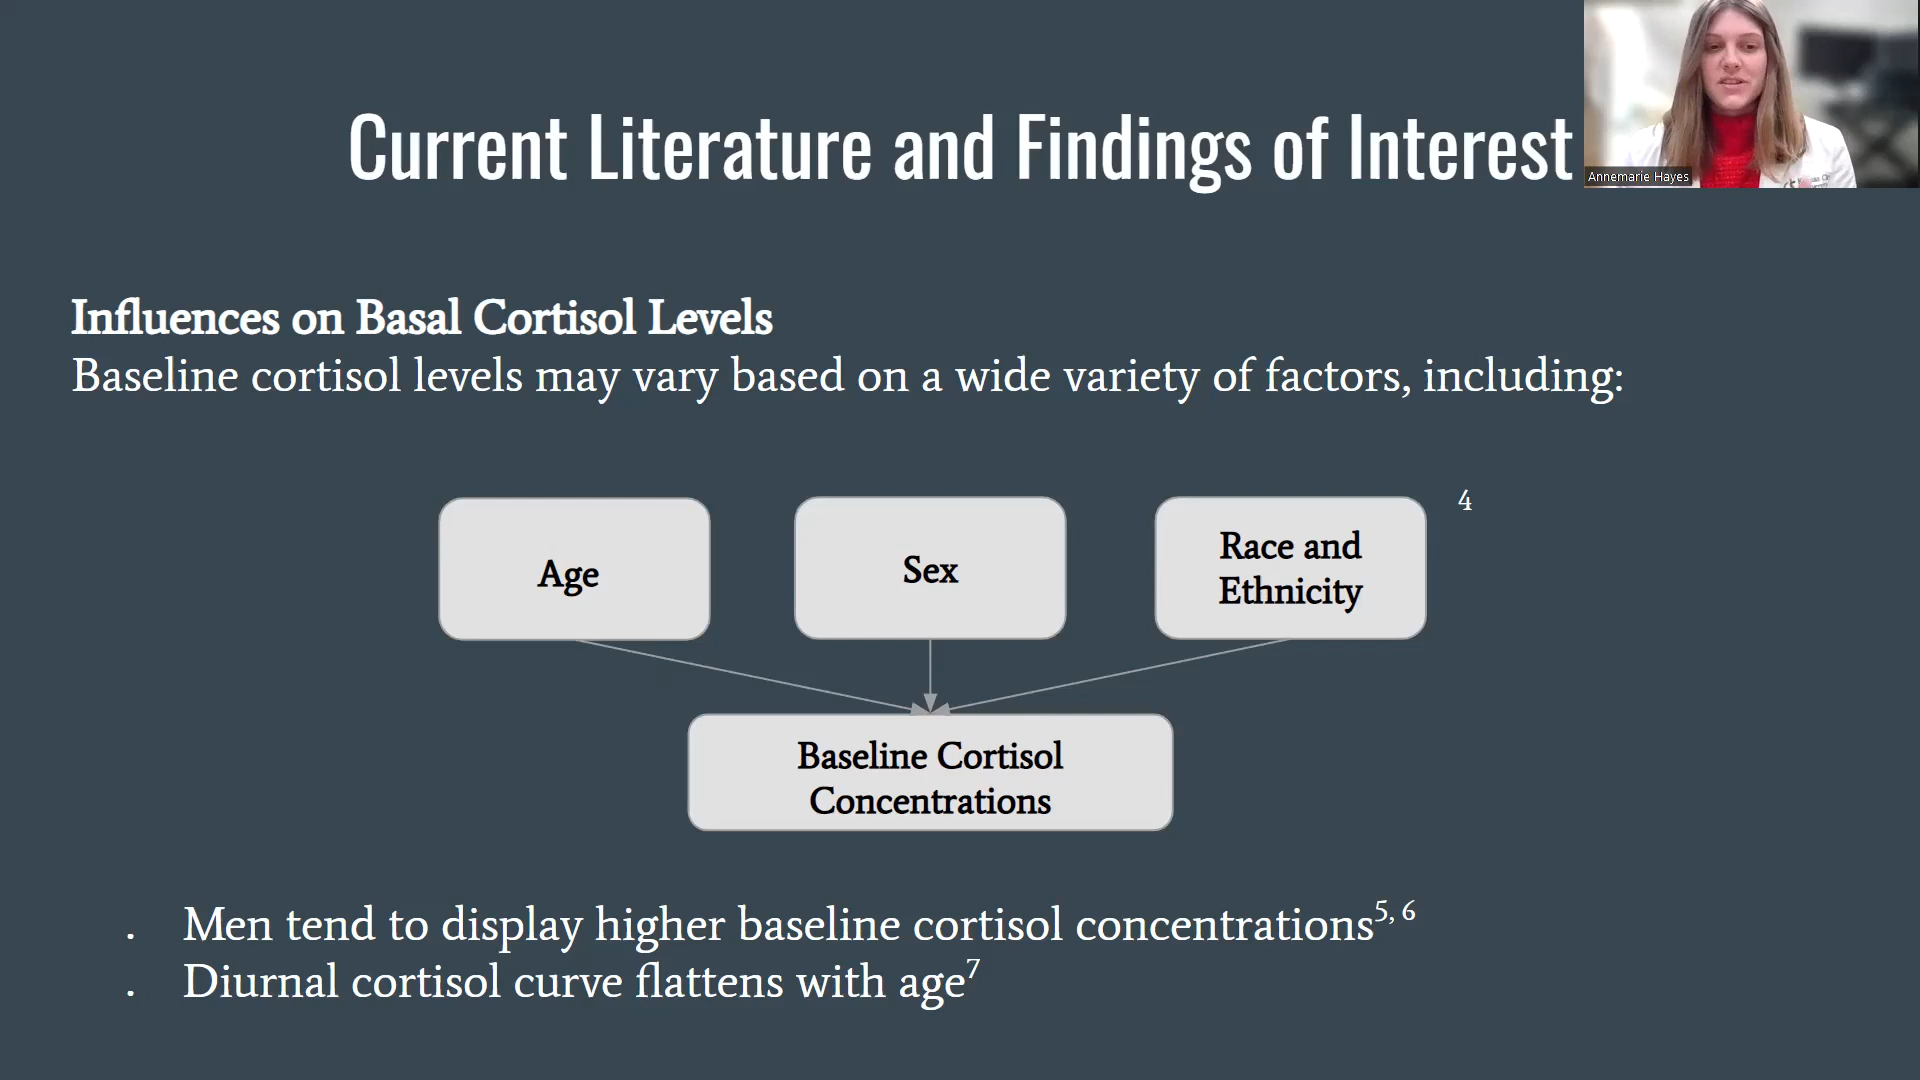 Current Literature and Findings of Interest
Annemarie Hayes
Influences on Basal Cortisol Levels
Baseline cortisol levels may vary based on a wide variety of factors, including:
4
Age
Sex
Race and
Ethnicity
Baseline Cortisol
Concentrations
. Men tend to display higher baseline cortisol concentrations5, 6
. Diurnal cortisol curve flattens with age7